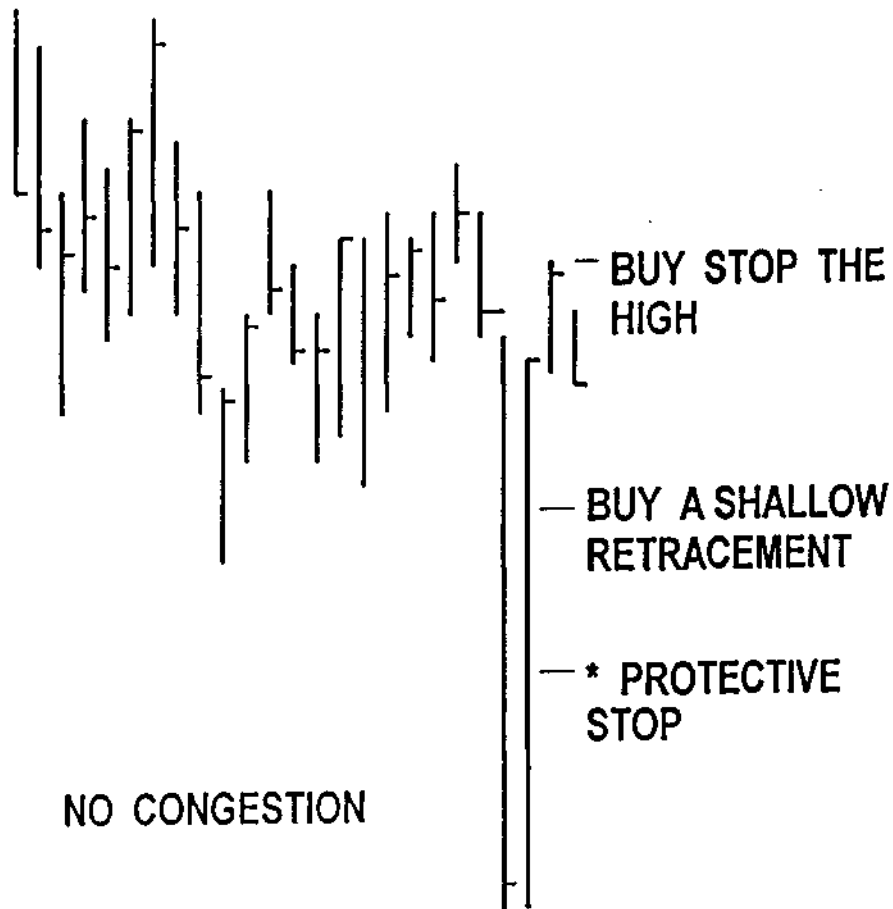 BUY STOP THE
HIGH
BUY A SHALLOW
RETRACEMENT
* PROTECTIVE
STOP
NO CONGESTION